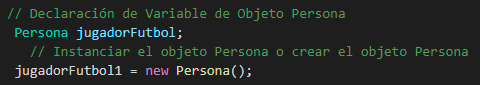 // Declaración de Variable de Objeto Persona
Persona jugadorFutbol;
// Instanciar el objeto Persona o crear el objeto Persona
jugadorFutbol1 = new Persona();